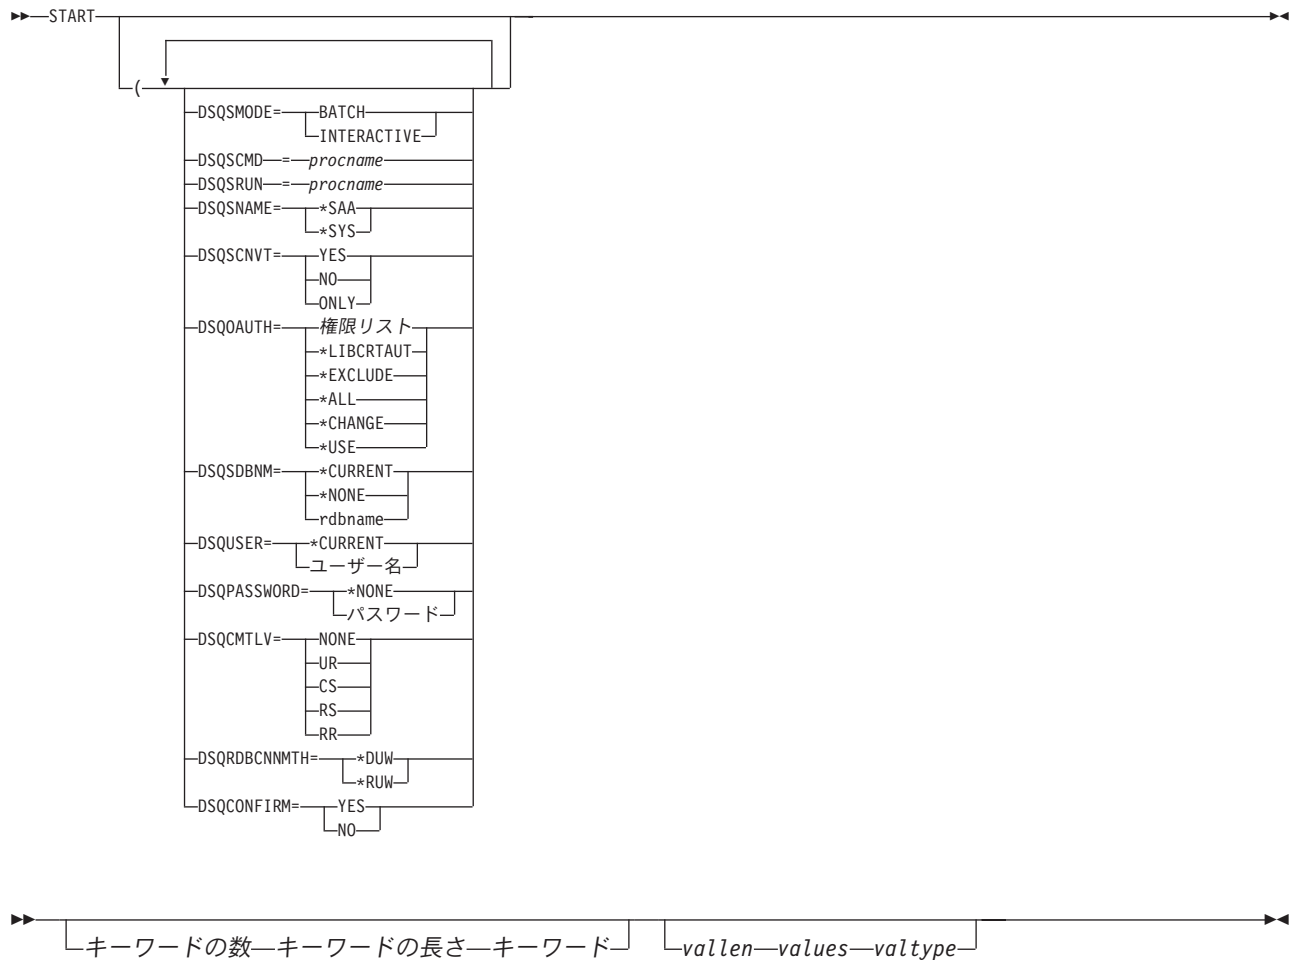 START
(
DSQSMODE= BATCH
INTERACTIVE
DSQSCMD = procname
DSQSRUN = procname
DSQSNAME= *SAA
*SYS
DSQSCNVT= YES
NO
ONLY
DSQOAUTH= 権限リスト
*LIBCRTAUT
*EXCLUDE
*ALL
*CHANGE
*USE
DSQSDBNM= *CURRENT
*NONE
rdbname
DSQUSER= *CURRENT
ユーザー名
DSQPASSWORD= *NONE
パスワード
DSQCMTLV= NONE
UR
CS
RS
RR
DSQRDBCNNMTH= *DUW
*RUW
DSQCONFIRM= YES
NO
キーワードの数 キーワードの長さ キーワード vallen values valtype